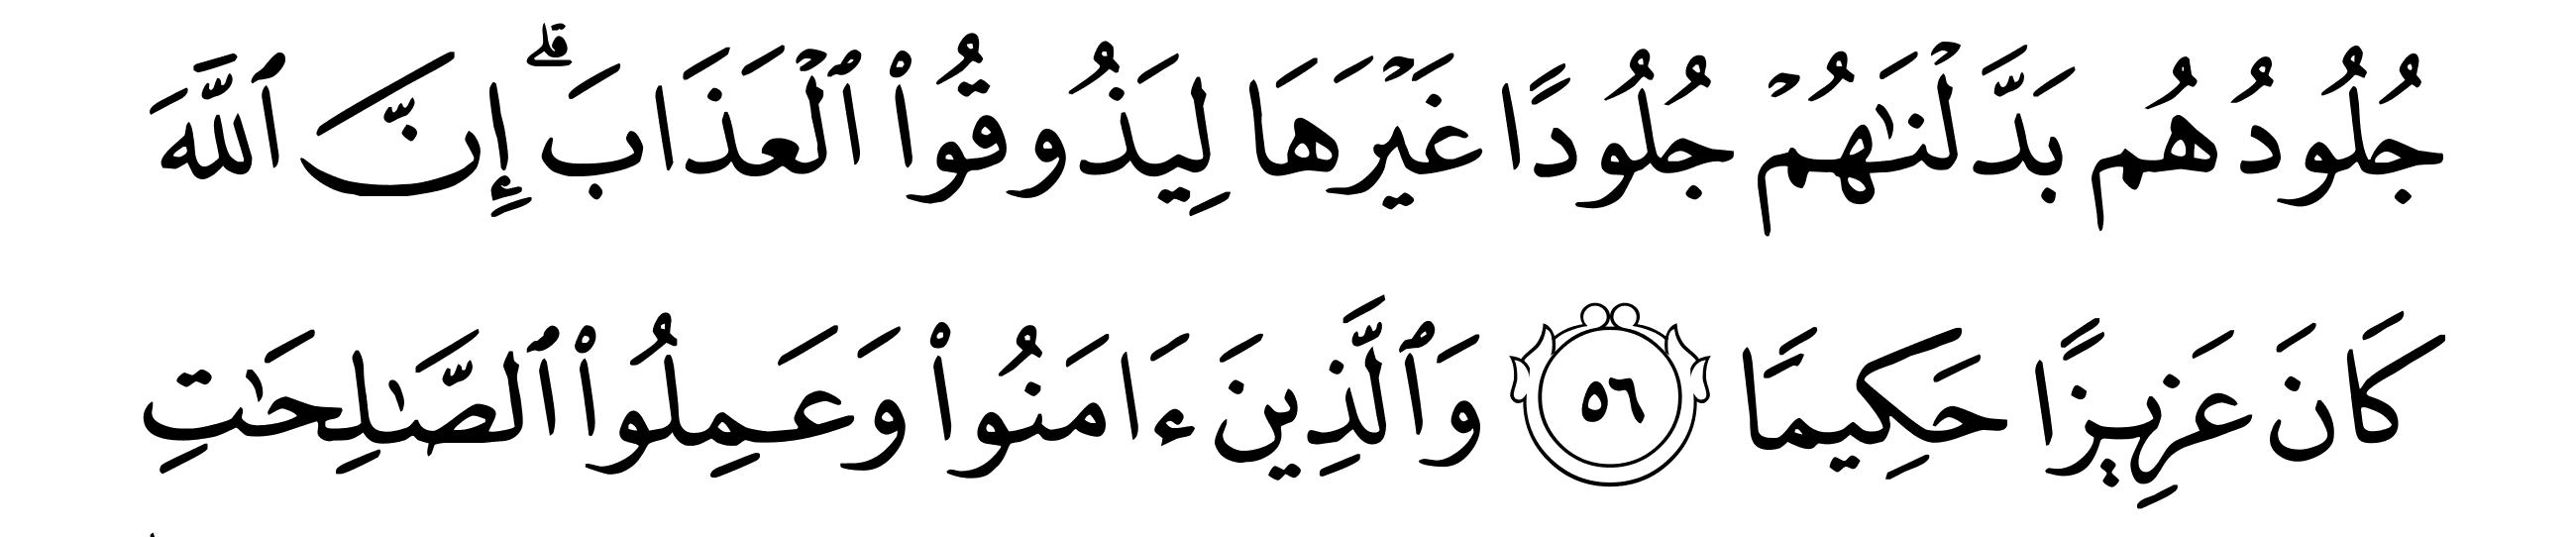 جُلُودُهُم بَدَّلۡنَٰهُمۡ جُلُودًا غَيۡرَهَا لِيَذُوقُواْ ٱلۡعَذَابَۗ إِنَّ ٱللَّهَ
كَانَ عَزِيزًا حَكِيمًا ٥٦ وَٱلَّذِينَ ءَامَنُواْ وَعَمِلُواْ ٱلصَّٰلِحَٰتِ